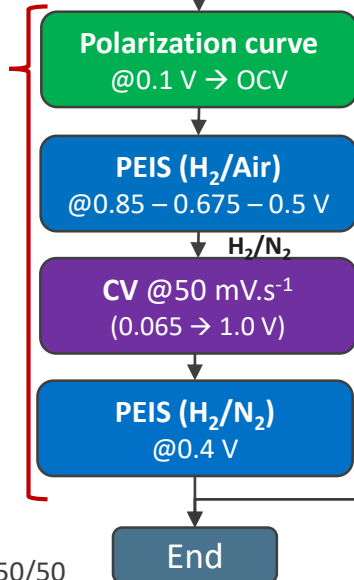 Polarization curve
@0.1 V → OCV
PEIS (H₂/Air)
@0.85 – 0.675 – 0.5 V
H₂/N₂
CV @50 mV.s⁻¹
(0.065 → 1.0 V)
PEIS (H₂/N₂)
@0.4 V
End
50/50